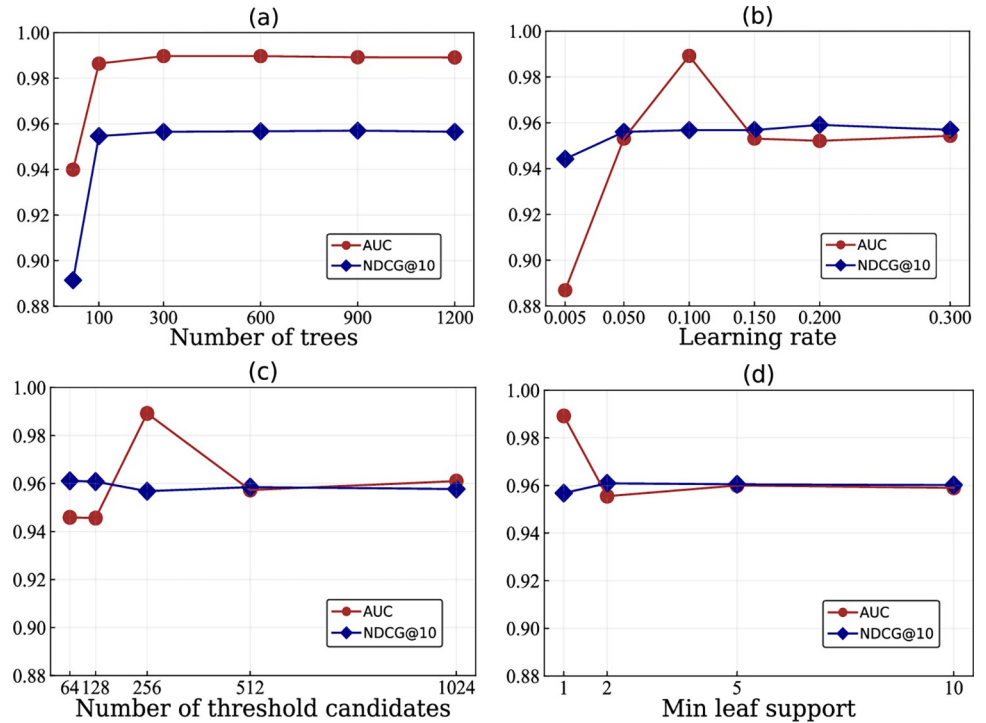 (a)
1.00
0.98
0.96
0.94
0.92
0.90
0.88
100 300 600 900 1200
Number of trees
AUC
NDCG@10
(b)
1.00
0.98
0.96
0.94
0.92
0.90
0.88
0.005 0.050 0.100 0.150 0.200 0.300
Learning rate
AUC
NDCG@10
(c)
1.00
0.98
0.96
0.94
0.92
0.90
0.88
64 128 256 512 1024
Number of threshold candidates
AUC
NDCG@10
(d)
1.00
0.98
0.96
0.94
0.92
0.90
0.88
1 2 5 10
Min leaf support
AUC
NDCG@10